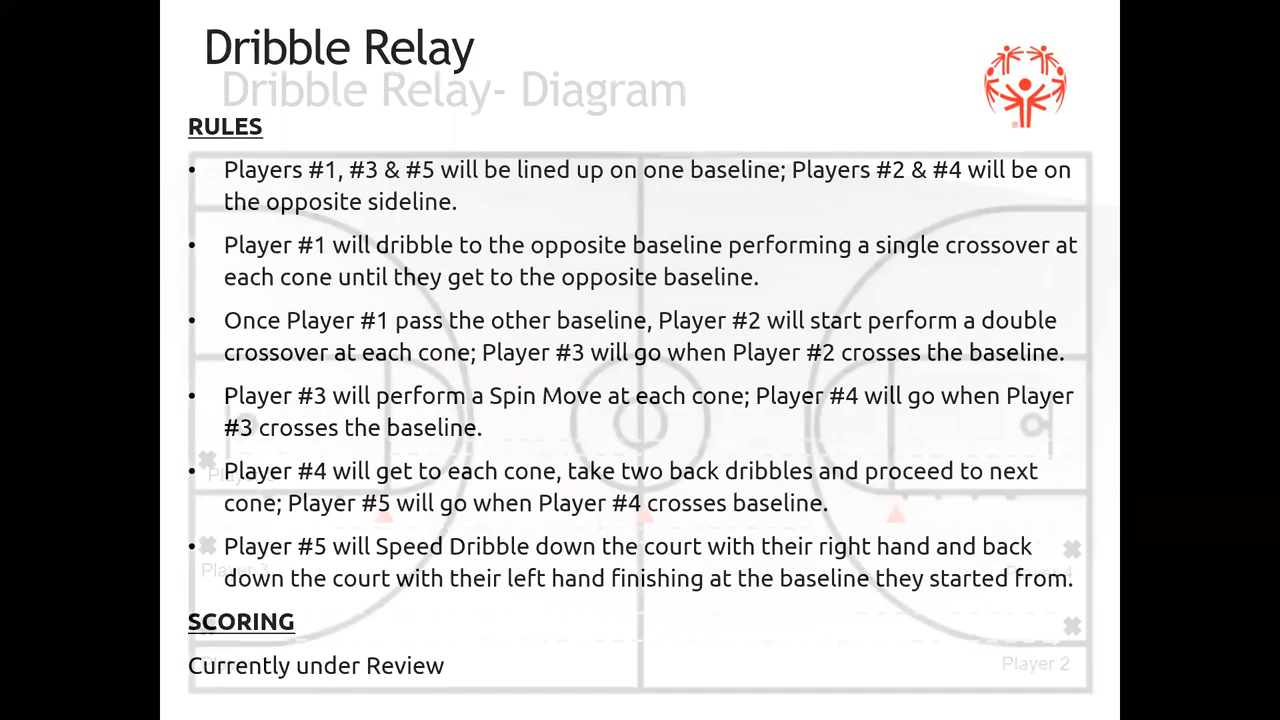 Dribble Relay
Dribble Relay- Diagram
RULES
• Players #1, #3 & #5 will be lined up on one baseline; Players #2 & #4 will be on
the opposite sideline.
• Player #1 will dribble to the opposite baseline performing a single crossover at
each cone until they get to the opposite baseline.
• Once Player #1 pass the other baseline, Player #2 will start perform a double
crossover at each cone; Player #3 will go when Player #2 crosses the baseline.
• Player #3 will perform a Spin Move at each cone; Player #4 will go when Player
#3 crosses the baseline.
• Player #4 will get to each cone, take two back dribbles and proceed to next
cone; Player #5 will go when Player #4 crosses baseline.
• Player #5 will Speed Dribble down the court with their right hand and back
Player 3
Player 4
down the court with their left hand finishing at the baseline they started from.
SCORING
Currently under Review
Player 2